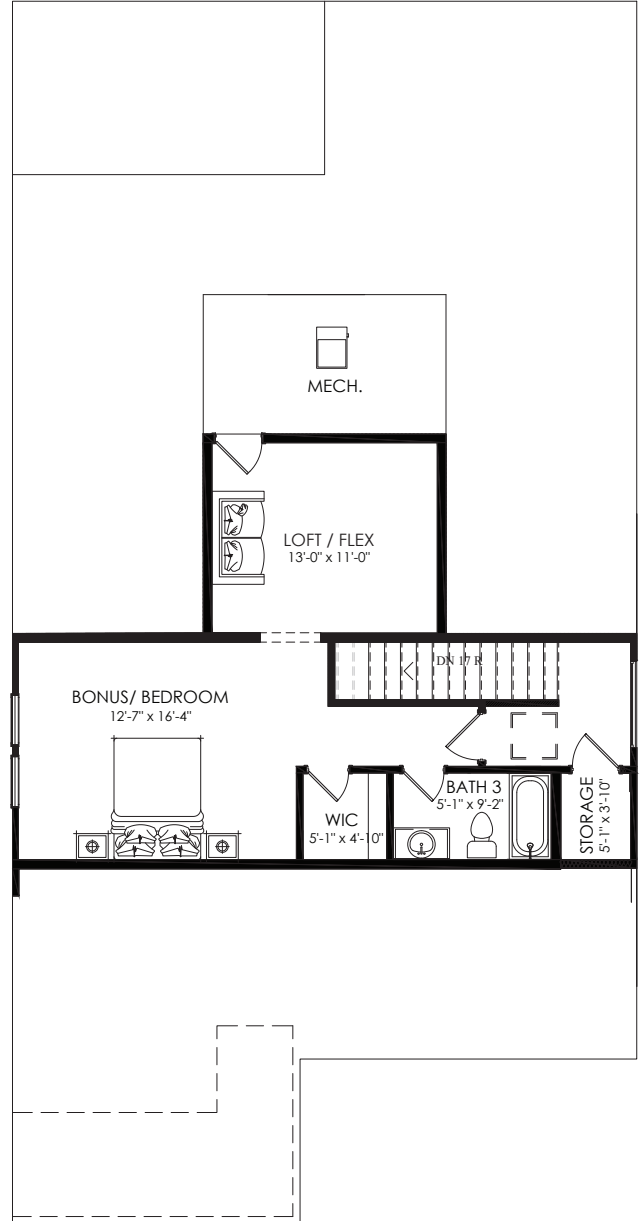 MECH.
LOFT / FLEX
13'-0" x 11'-0"
DN 17 R
BONUS/ BEDROOM
12'-7" x 16'-4"
WIC
5'-1" x 4'-10"
BATH 3
5'-1" x 9'-2"
STORAGE
5'-1" x 3'-10"